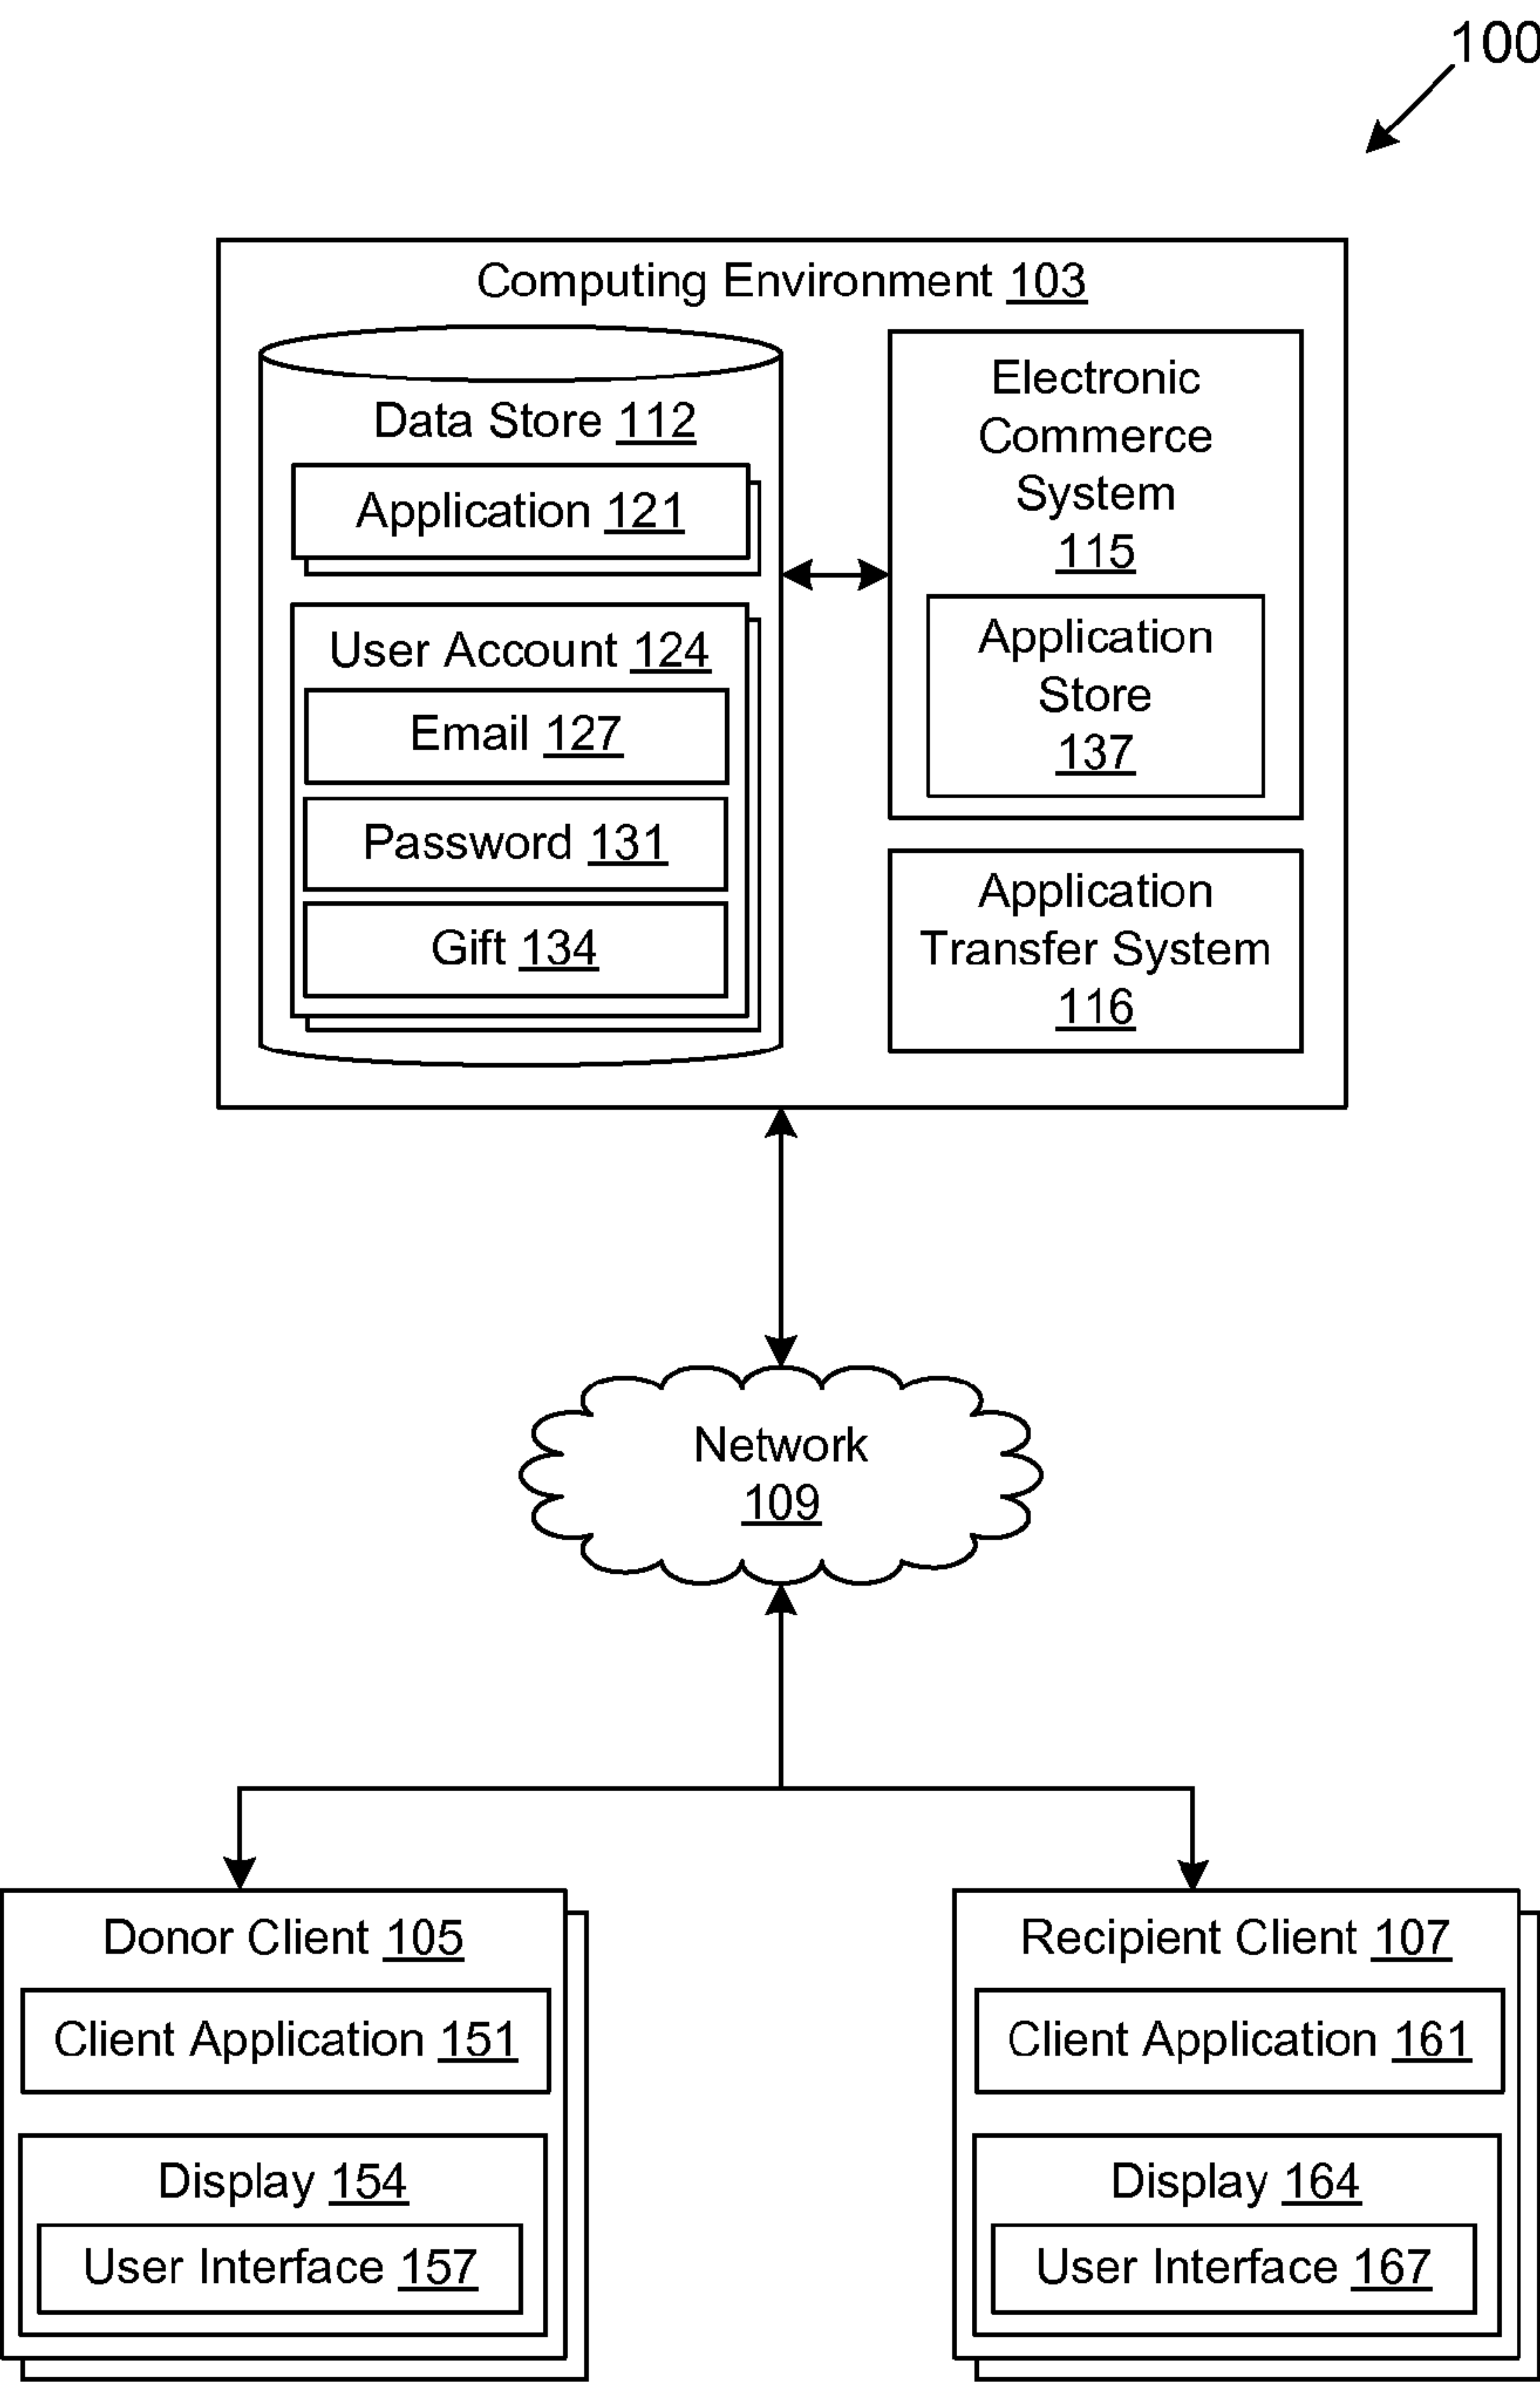 100
Computing Environment 103
Data Store 112
Application 121
User Account 124
Email 127
Password 131
Gift 134
Electronic
Commerce
System
115
Application
Store
137
Application
Transfer System
116
Network
109
Donor Client 105
Client Application 151
Display 154
User Interface 157
Recipient Client 107
Client Application 161
Display 164
User Interface 167